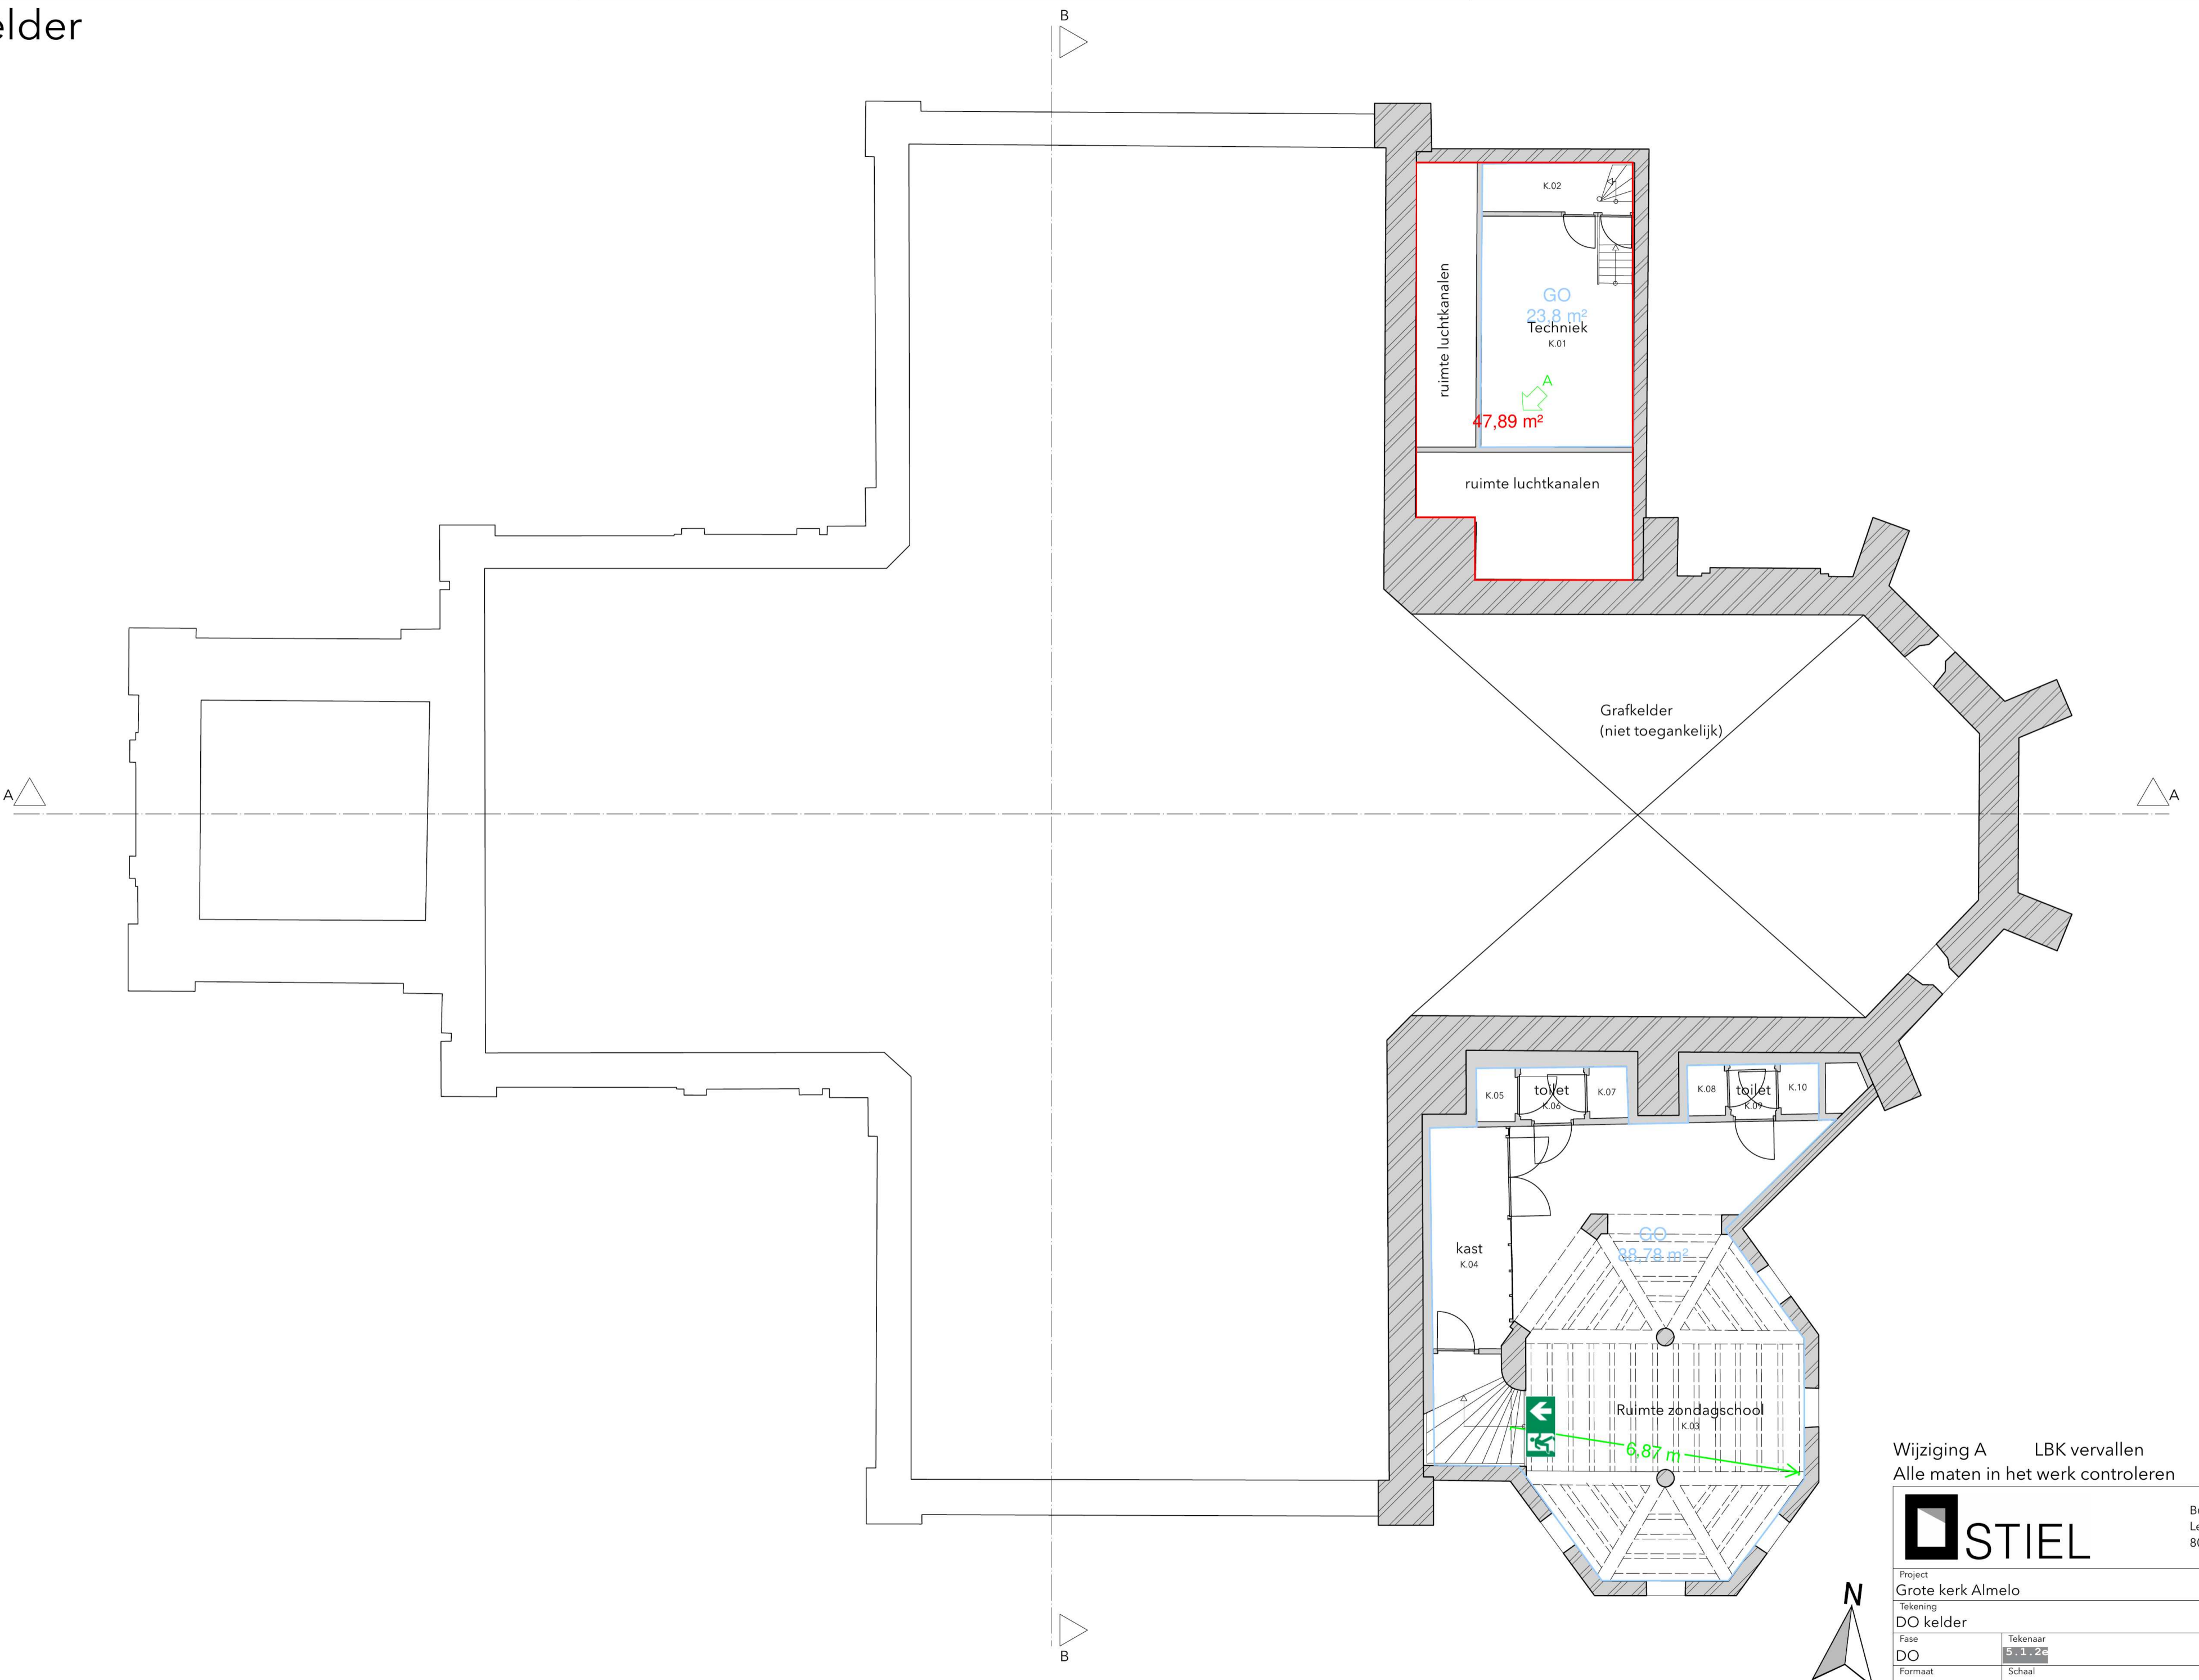 elder
B
K.02
ruimte luchtkanalen
GO
23.8 m²
Techniek
K.01
A
47,89 m²
ruimte luchtkanalen
Grafkelder
(niet toegankelijk)
A
A
K.05
toilet
K.06
K.07
K.08
toilet
K.09
K.10
GO
88,78 m²
kast
K.04
Ruimte zondagschool
K.03
6,87 m
Wijziging A LBK vervallen
Alle maten in het werk controleren
STIEL
Project
Grote kerk Almelo
Tekening
DO kelder
Fase
Tekenaar
DO
5.1.2e
Formaat
Schaal
N
B